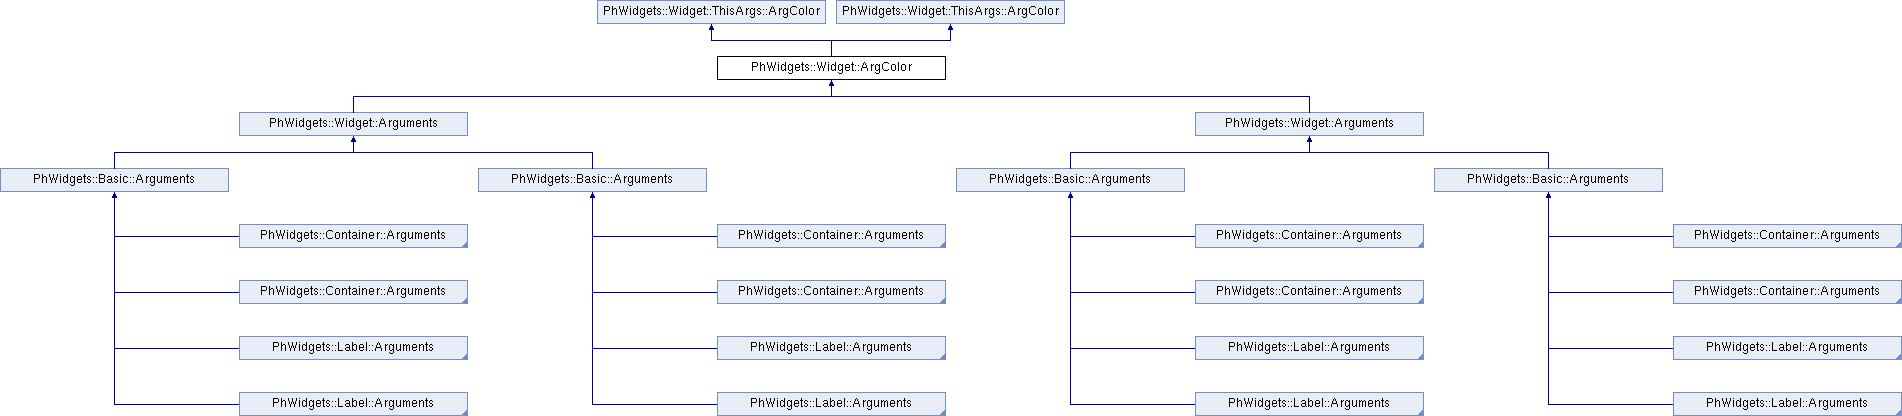 PhWidgets::Widget::ThisArgs::ArgColor
PhWidgets::Widget::ThisArgs::ArgColor
PhWidgets::Widget::ArgColor
PhWidgets::Widget::Arguments
PhWidgets::Widget::Arguments
PhWidgets::Basic::Arguments
PhWidgets::Basic::Arguments
PhWidgets::Basic::Arguments
PhWidgets::Basic::Arguments
PhWidgets::Container::Arguments
PhWidgets::Container::Arguments
PhWidgets::Container::Arguments
PhWidgets::Container::Arguments
PhWidgets::Container::Arguments
PhWidgets::Container::Arguments
PhWidgets::Container::Arguments
PhWidgets::Container::Arguments
PhWidgets::Label::Arguments
PhWidgets::Label::Arguments
PhWidgets::Label::Arguments
PhWidgets::Label::Arguments
PhWidgets::Label::Arguments
PhWidgets::Label::Arguments
PhWidgets::Label::Arguments
PhWidgets::Label::Arguments